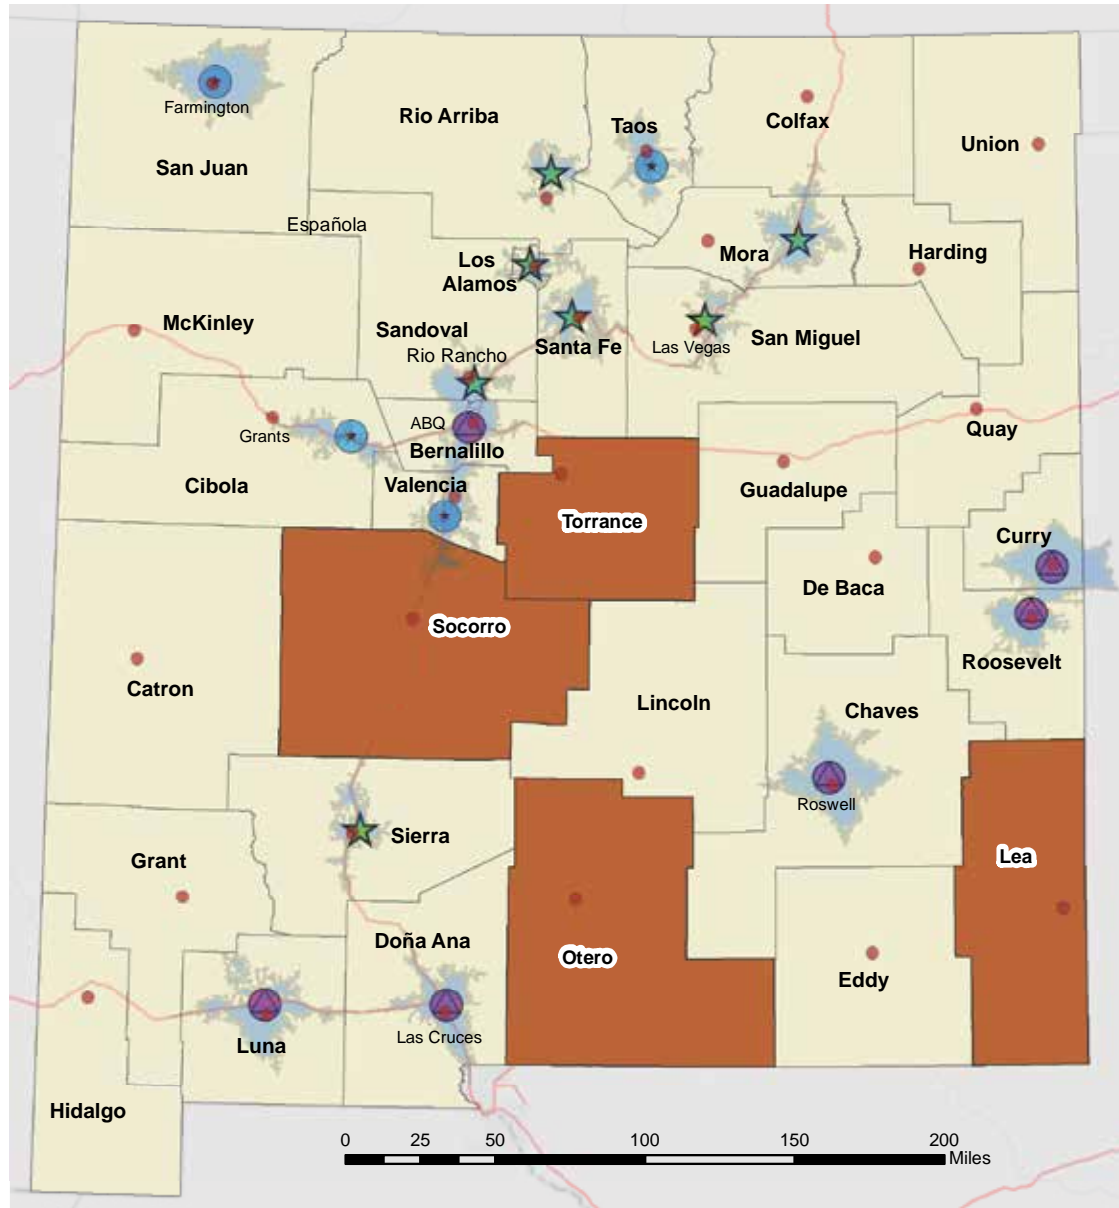 Farmington
San Juan
Rio Arriba
Taos
Colfax
Union
Española
Los
Alamos
Mora
Harding
McKinley
Sandoval
Rio Rancho
Santa Fe
Las Vegas
San Miguel
Grants
ABQ
Bernalillo
Quay
Cibola
Valencia
Guadalupe
Torrance
Curry
De Baca
Socorro
Roosevelt
Catron
Lincoln
Chaves
Roswell
Sierra
Grant
Lea
Doña Ana
Otero
Eddy
Luna
Las Cruces
Hidalgo
0 25 50 100 150 200
Miles